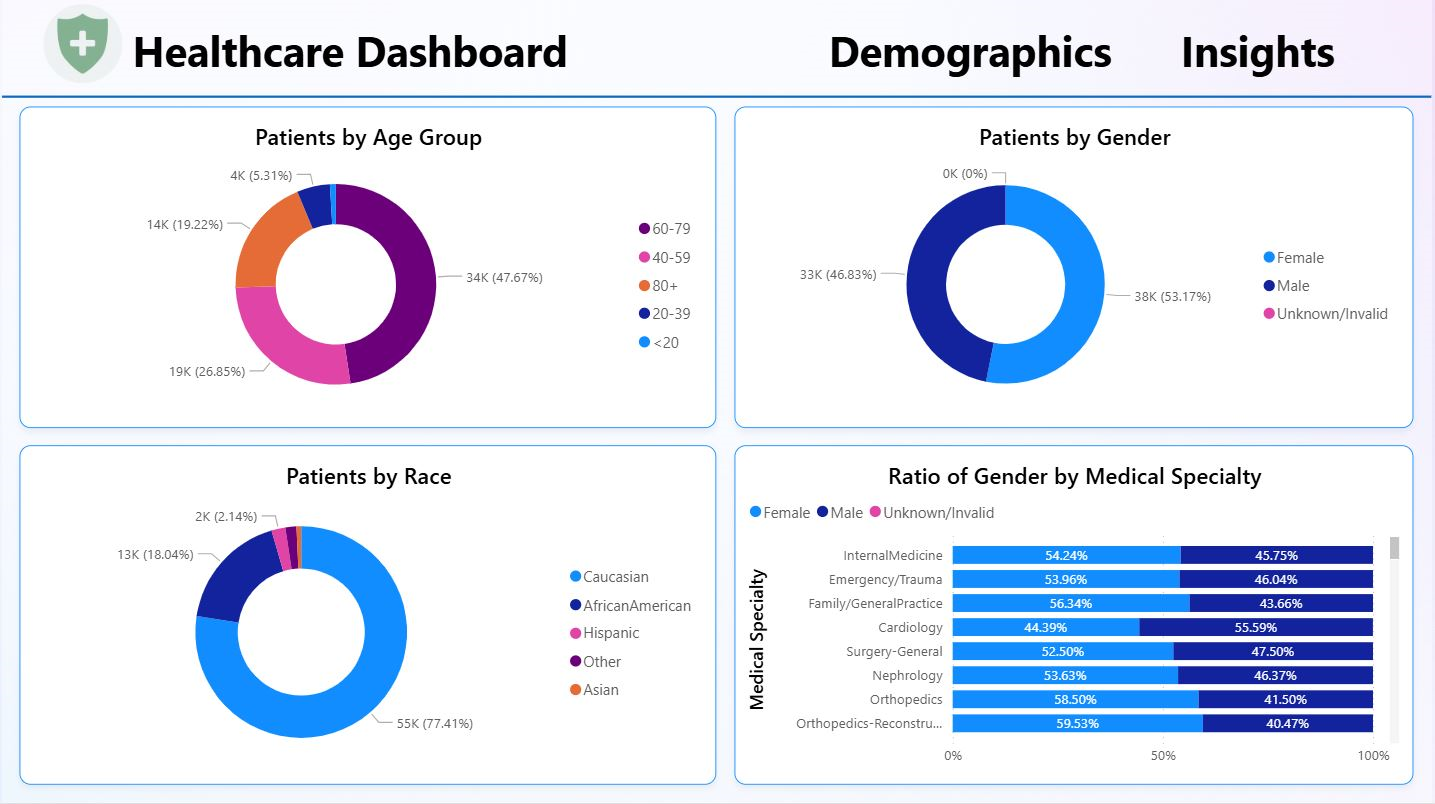 Healthcare Dashboard
Demographics
Insights
Patients by Age Group
4K (5.31%)
14K (19.22%)
34K (47.67%)
19K (26.85%)
60-79
40-59
80+
20-39
<20
Patients by Gender
0K (0%)
33K (46.83%)
38K (53.17%)
Female
Male
Unknown/Invalid
Patients by Race
2K (2.14%)
13K (18.04%)
55K (77.41%)
Caucasian
AfricanAmerican
Hispanic
Other
Asian
Ratio of Gender by Medical Specialty
Female Male Unknown/Invalid
Medical Specialty
InternalMedicine 54.24% 45.75%
Emergency/Trauma 53.96% 46.04%
Family/GeneralPractice 56.34% 43.66%
Cardiology 44.39% 55.59%
Surgery-General 52.50% 47.50%
Nephrology 53.63% 46.37%
Orthopedics 58.50% 41.50%
Orthopedics-Reconstru... 59.53% 40.47%
0% 50% 100%